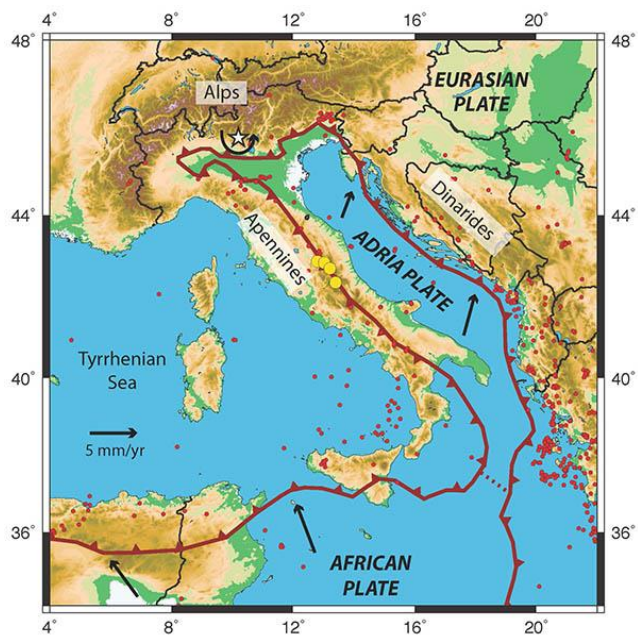 4° 8° 12° 16° 20°
48° 48°
EURASIAN
PLATE
Alps
44° 44°
Dinarides
Apennines
ADRIA PLATE
Tyrrhenian
Sea
40° 40°
5 mm/yr
36° 36°
AFRICAN
PLATE
4° 8° 12° 16° 20°